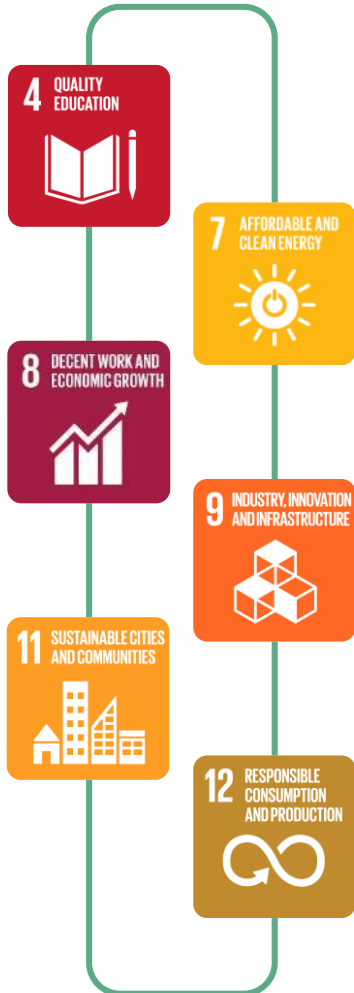 4 QUALITY
EDUCATION
7 AFFORDABLE AND
CLEAN ENERGY
8 DECENT WORK AND
ECONOMIC GROWTH
9 INDUSTRY, INNOVATION
AND INFRASTRUCTURE
11 SUSTAINABLE CITIES
AND COMMUNITIES
12 RESPONSIBLE
CONSUMPTION
AND PRODUCTION